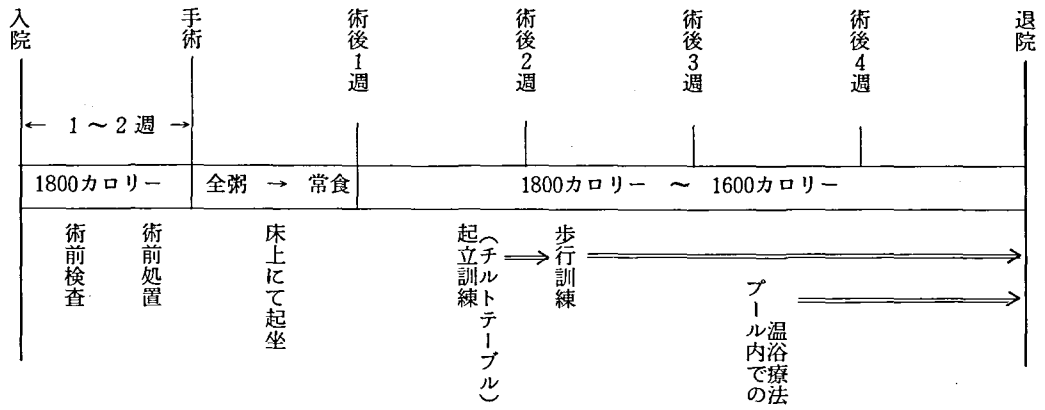 入院
手術
術後1週
術後2週
術後3週
術後4週
退院
← 1～2週 →
1800カロリー
全粥 → 常食
1800カロリー ～ 1600カロリー
術前検査
術前処置
床上にて起坐
起立訓練
（チルトテーブル）
歩行訓練
プール内での
温浴療法